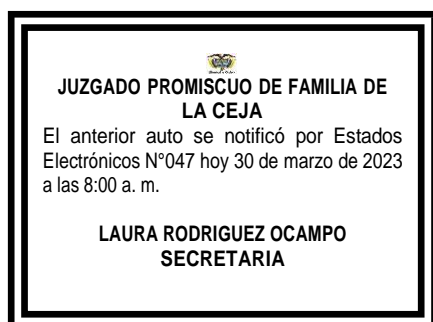 JUZGADO PROMISCUO DE FAMILIA DE
LA CEJA
El anterior auto se notificó por Estados
Electrónicos N°047 hoy 30 de marzo de 2023
a las 8:00 a. m.
LAURA RODRIGUEZ OCAMPO
SECRETARIA